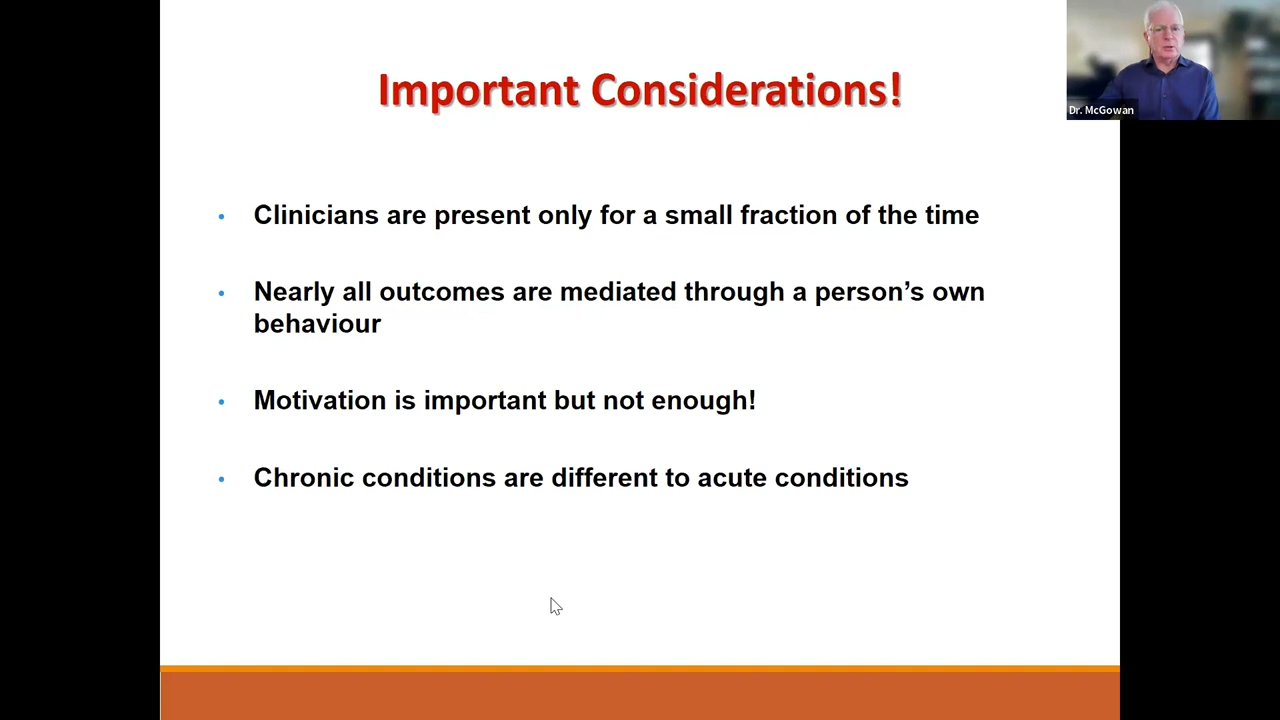 Important Considerations!
Dr. McGowan
• Clinicians are present only for a small fraction of the time
• Nearly all outcomes are mediated through a person’s own
behaviour
• Motivation is important but not enough!
• Chronic conditions are different to acute conditions